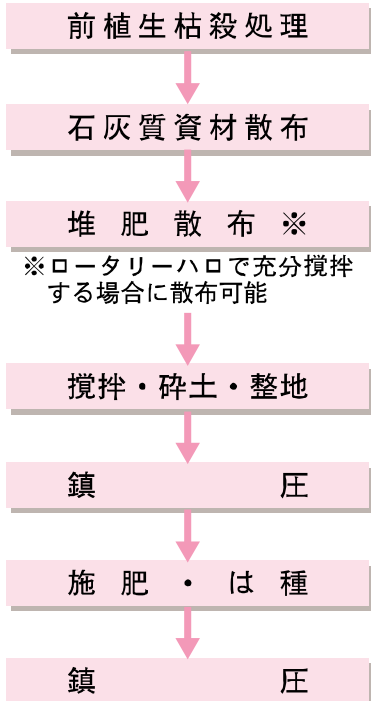 前植生枯殺処理
石灰質資材散布
堆肥散布※
※ロータリーハロで充分撹拌
する場合に散布可能
撹拌・砕土・整地
鎮圧
施肥・は種
鎮圧